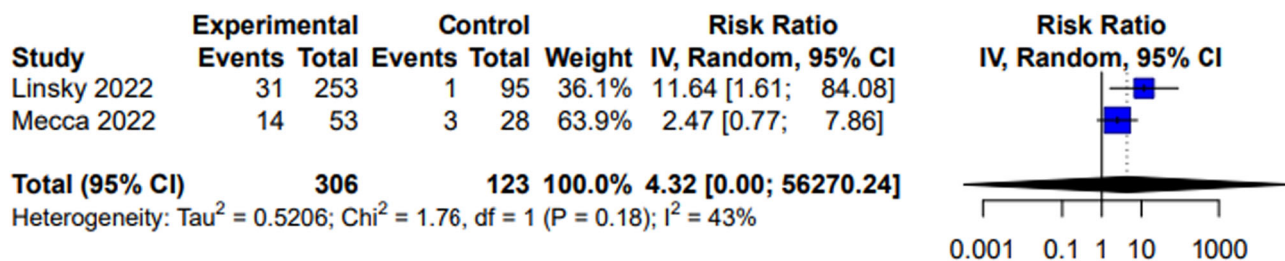 Experimental Control Risk Ratio Risk Ratio
Study Events Total Events Total Weight IV, Random, 95% CI IV, Random, 95% CI
Linsky 2022 31 253 1 95 36.1% 11.64 [1.61; 84.08]
Mecca 2022 14 53 3 28 63.9% 2.47 [0.77; 7.86]
Total (95% CI) 306 123 100.0% 4.32 [0.00; 56270.24]
Heterogeneity: Tau² = 0.5206; Chi² = 1.76, df = 1 (P = 0.18); I² = 43%
0.001 0.1 1 10 1000